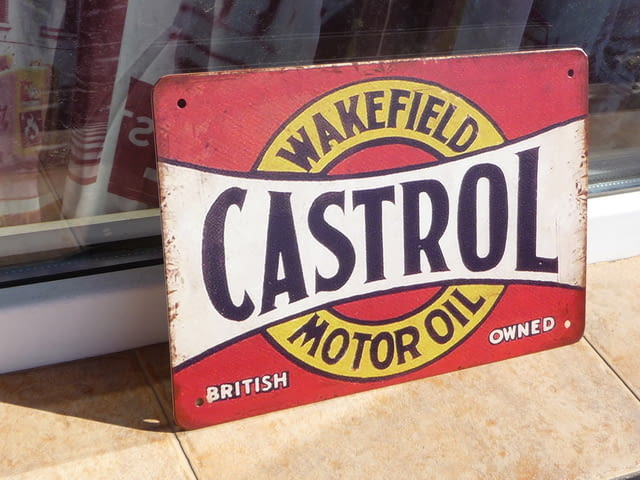 WAKEFIELD
CASTROL
MOTOR OIL
BRITISH OWNED